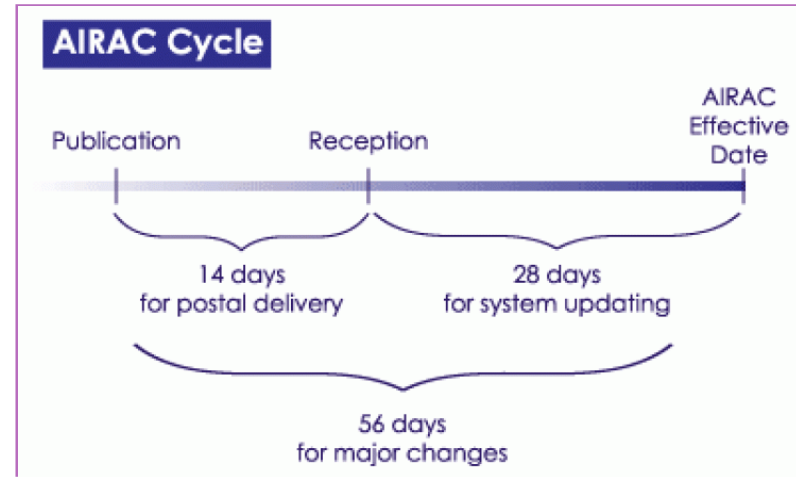 AIRAC Cycle
AIRAC
Effective
Date
Publication
Reception
14 days
for postal delivery
28 days
for system updating
56 days
for major changes